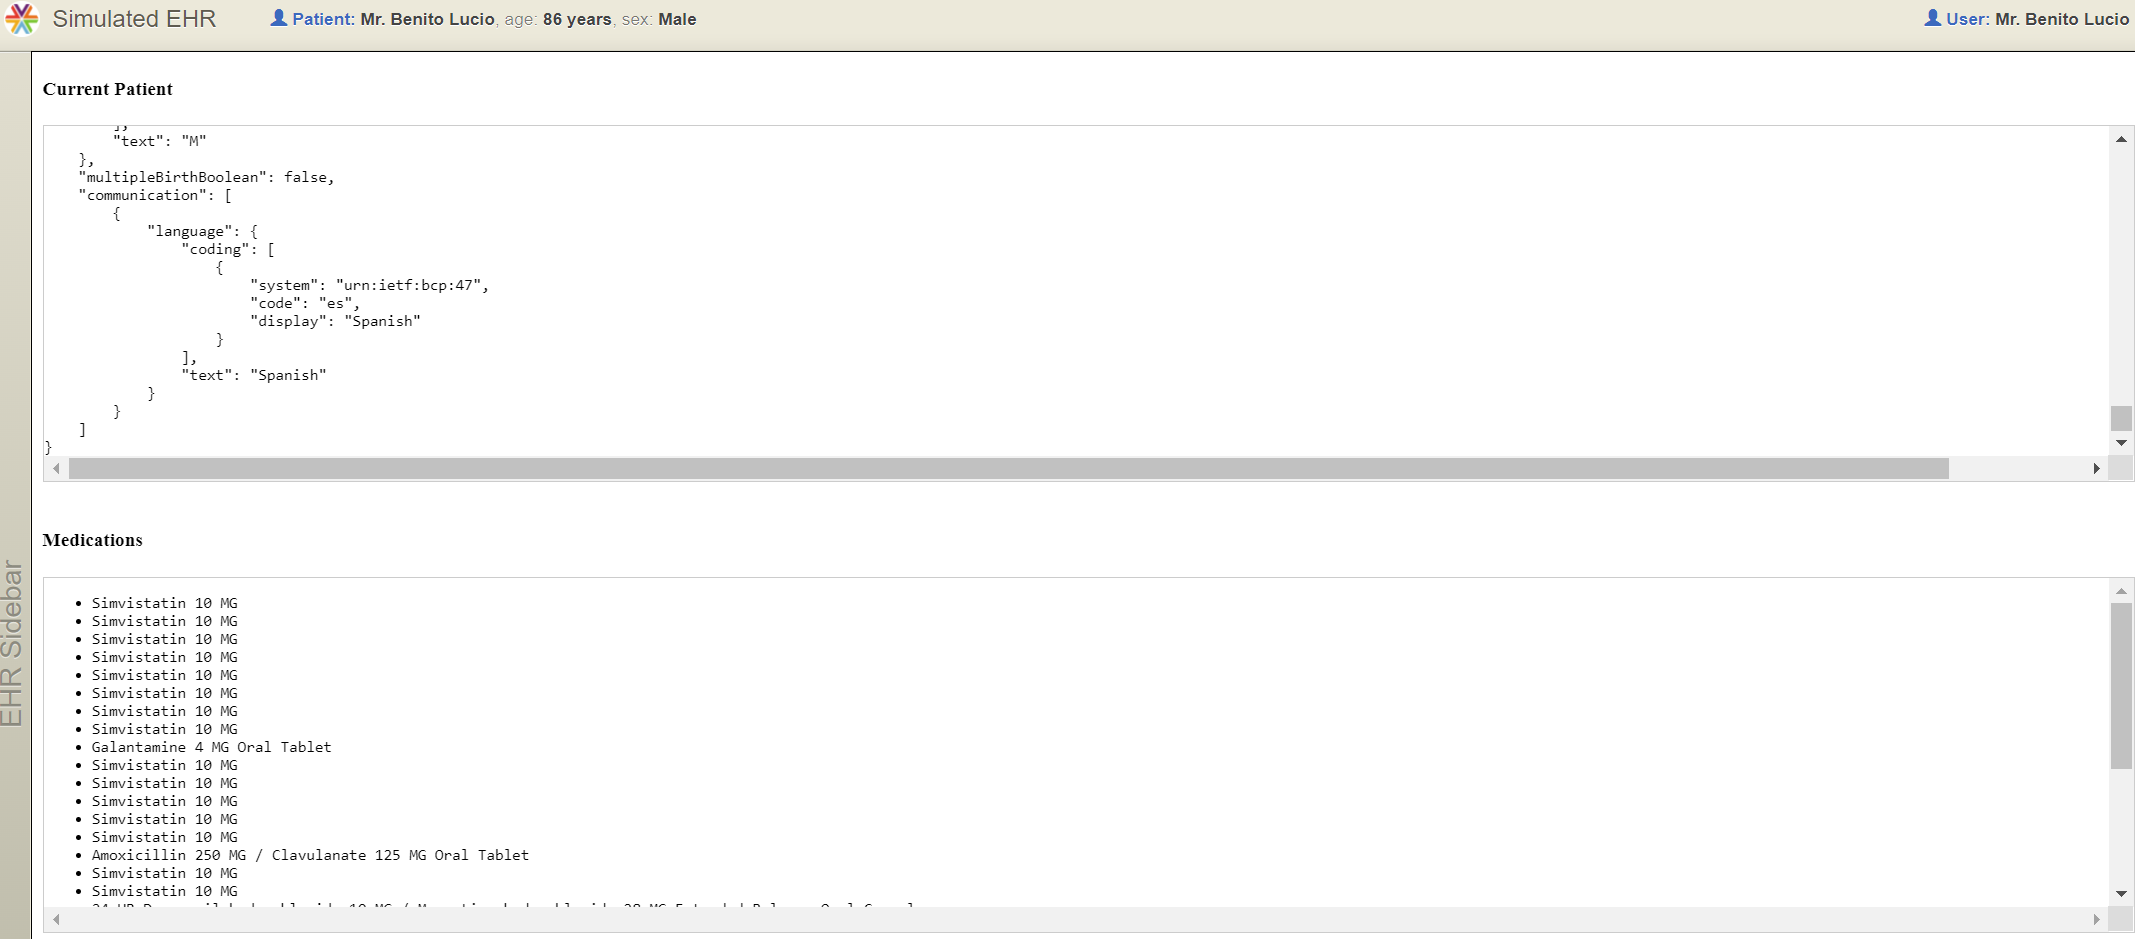 Simulated EHR
Patient: Mr. Benito Lucio, age: 86 years, sex: Male
User: Mr. Benito Lucio
EHR Sidebar
Current Patient
],
"text": "M"
},
"multipleBirthBoolean": false,
"communication": [
{
"language": {
"coding": [
{
"system": "urn:ietf:bcp:47",
"code": "es",
"display": "Spanish"
}
],
"text": "Spanish"
}
}
]
}
Medications
• Simvistatin 10 MG
• Simvistatin 10 MG
• Simvistatin 10 MG
• Simvistatin 10 MG
• Simvistatin 10 MG
• Simvistatin 10 MG
• Simvistatin 10 MG
• Simvistatin 10 MG
• Galantamine 4 MG Oral Tablet
• Simvistatin 10 MG
• Simvistatin 10 MG
• Simvistatin 10 MG
• Simvistatin 10 MG
• Simvistatin 10 MG
• Amoxicillin 250 MG / Clavulanate 125 MG Oral Tablet
• Simvistatin 10 MG
• Simvistatin 10 MG